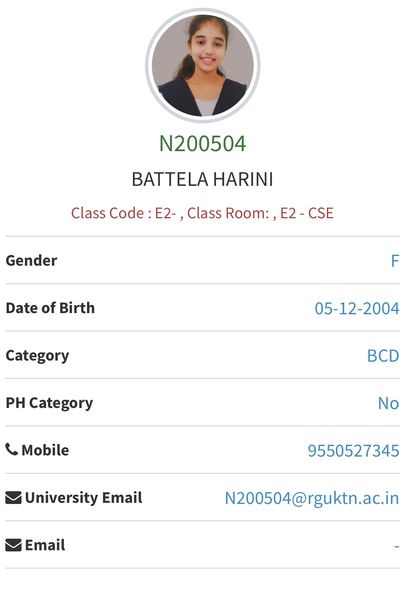 N200504
BATTELA HARINI
Class Code : E2- , Class Room: , E2 - CSE
Gender F
Date of Birth 05-12-2004
Category BCD
PH Category No
Mobile 9550527345
University Email N200504@rguktn.ac.in
Email -